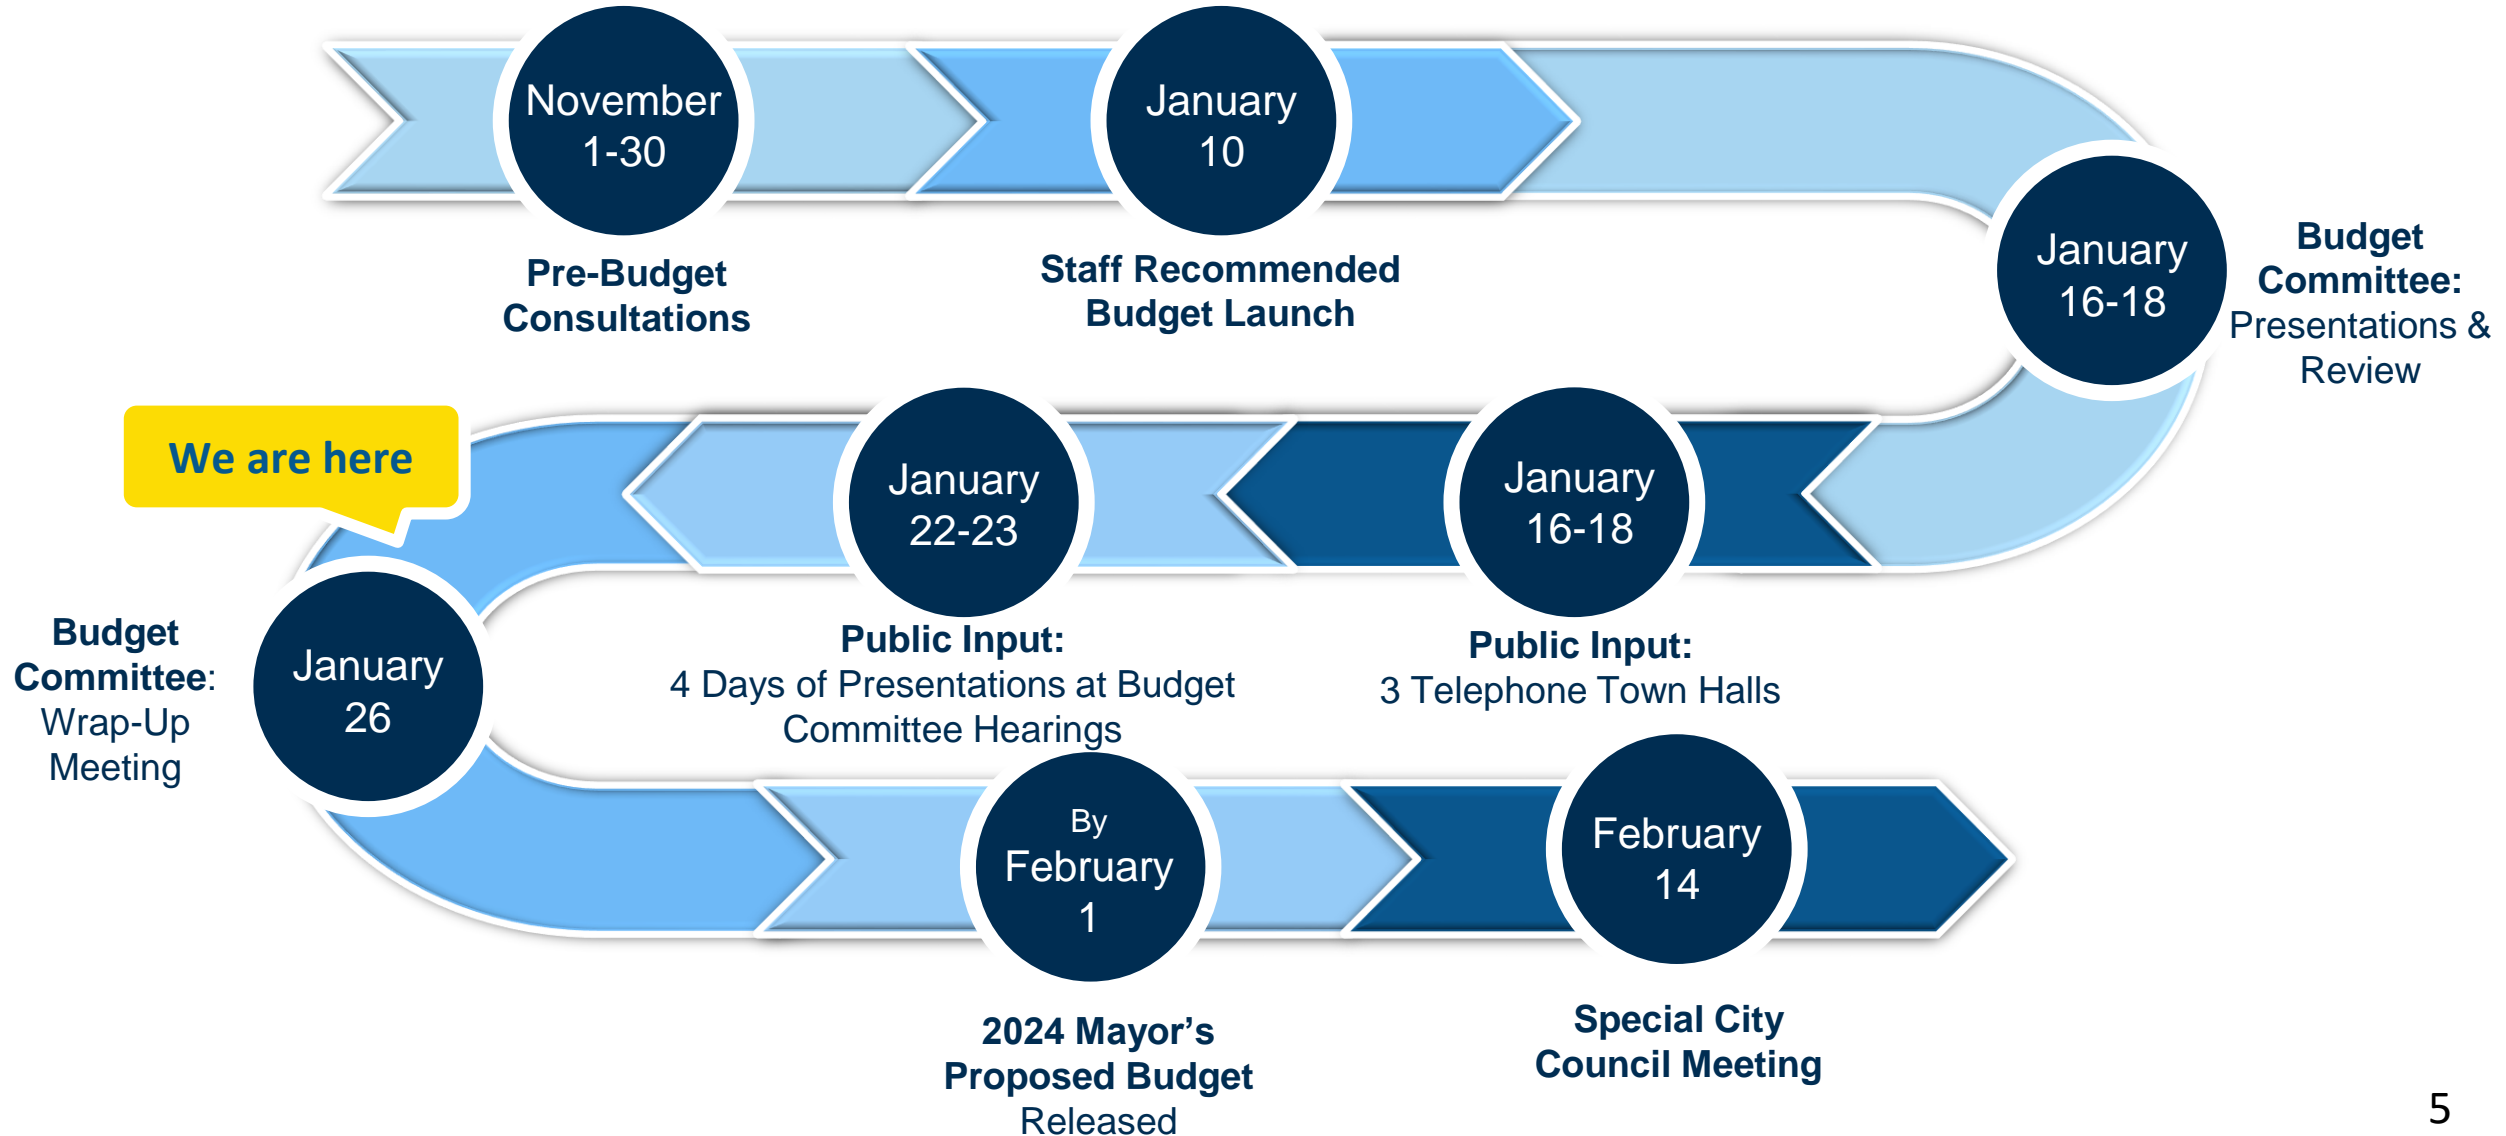 November
1-30
Pre-Budget
Consultations
January
10
Staff Recommended
Budget Launch
January
16-18
Budget
Committee:
Presentations &
Review
January
16-18
Public Input:
3 Telephone Town Halls
January
22-23
Public Input:
4 Days of Presentations at Budget
Committee Hearings
We are here
January
26
Budget
Committee:
Wrap-Up
Meeting
By
February
1
2024 Mayor’s
Proposed Budget
Released
February
14
Special City
Council Meeting
5